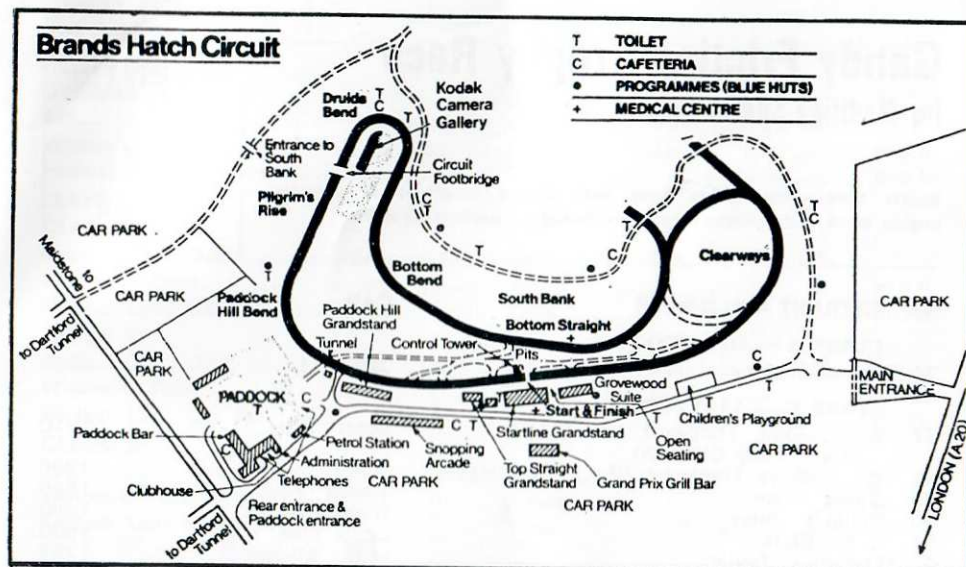 Brands Hatch Circuit
T TOILET
C CAFETERIA
• PROGRAMMES (BLUE HUTS)
+ MEDICAL CENTRE
Druids
Bend
T
C
T
Kodak
Camera
Gallery
Entrance to
South
Bank
Circuit
Footbridge
Pilgrim's
Rise
C
T
T
C
T
T
C
CAR PARK
Clearways
to
Maidstone
CAR PARK
T
Bottom
Bend
South Bank
CAR PARK
Paddock
Hill Bend
Paddock Hill
Grandstand
Bottom Straight
+
to Dartford
Tunnel
Tunnel
Control Tower
Pits
CAR
PARK
Grovewood
Suite
C
T
MAIN
ENTRANCE
PADDOCK
T
C
+ Start & Finish
T
T
Children's Playground
Paddock Bar
C
Petrol Station
Administration
Telephones
Clubhouse
C
T
T
Snopping
Arcade
Startline Grandstand
Open
Seating
CAR PARK
CAR PARK
Top Straight
Grandstand
Grand Prix Grill Bar
CAR PARK
Rear entrance &
Paddock entrance
to Dartford
Tunnel
LONDON (A.20)